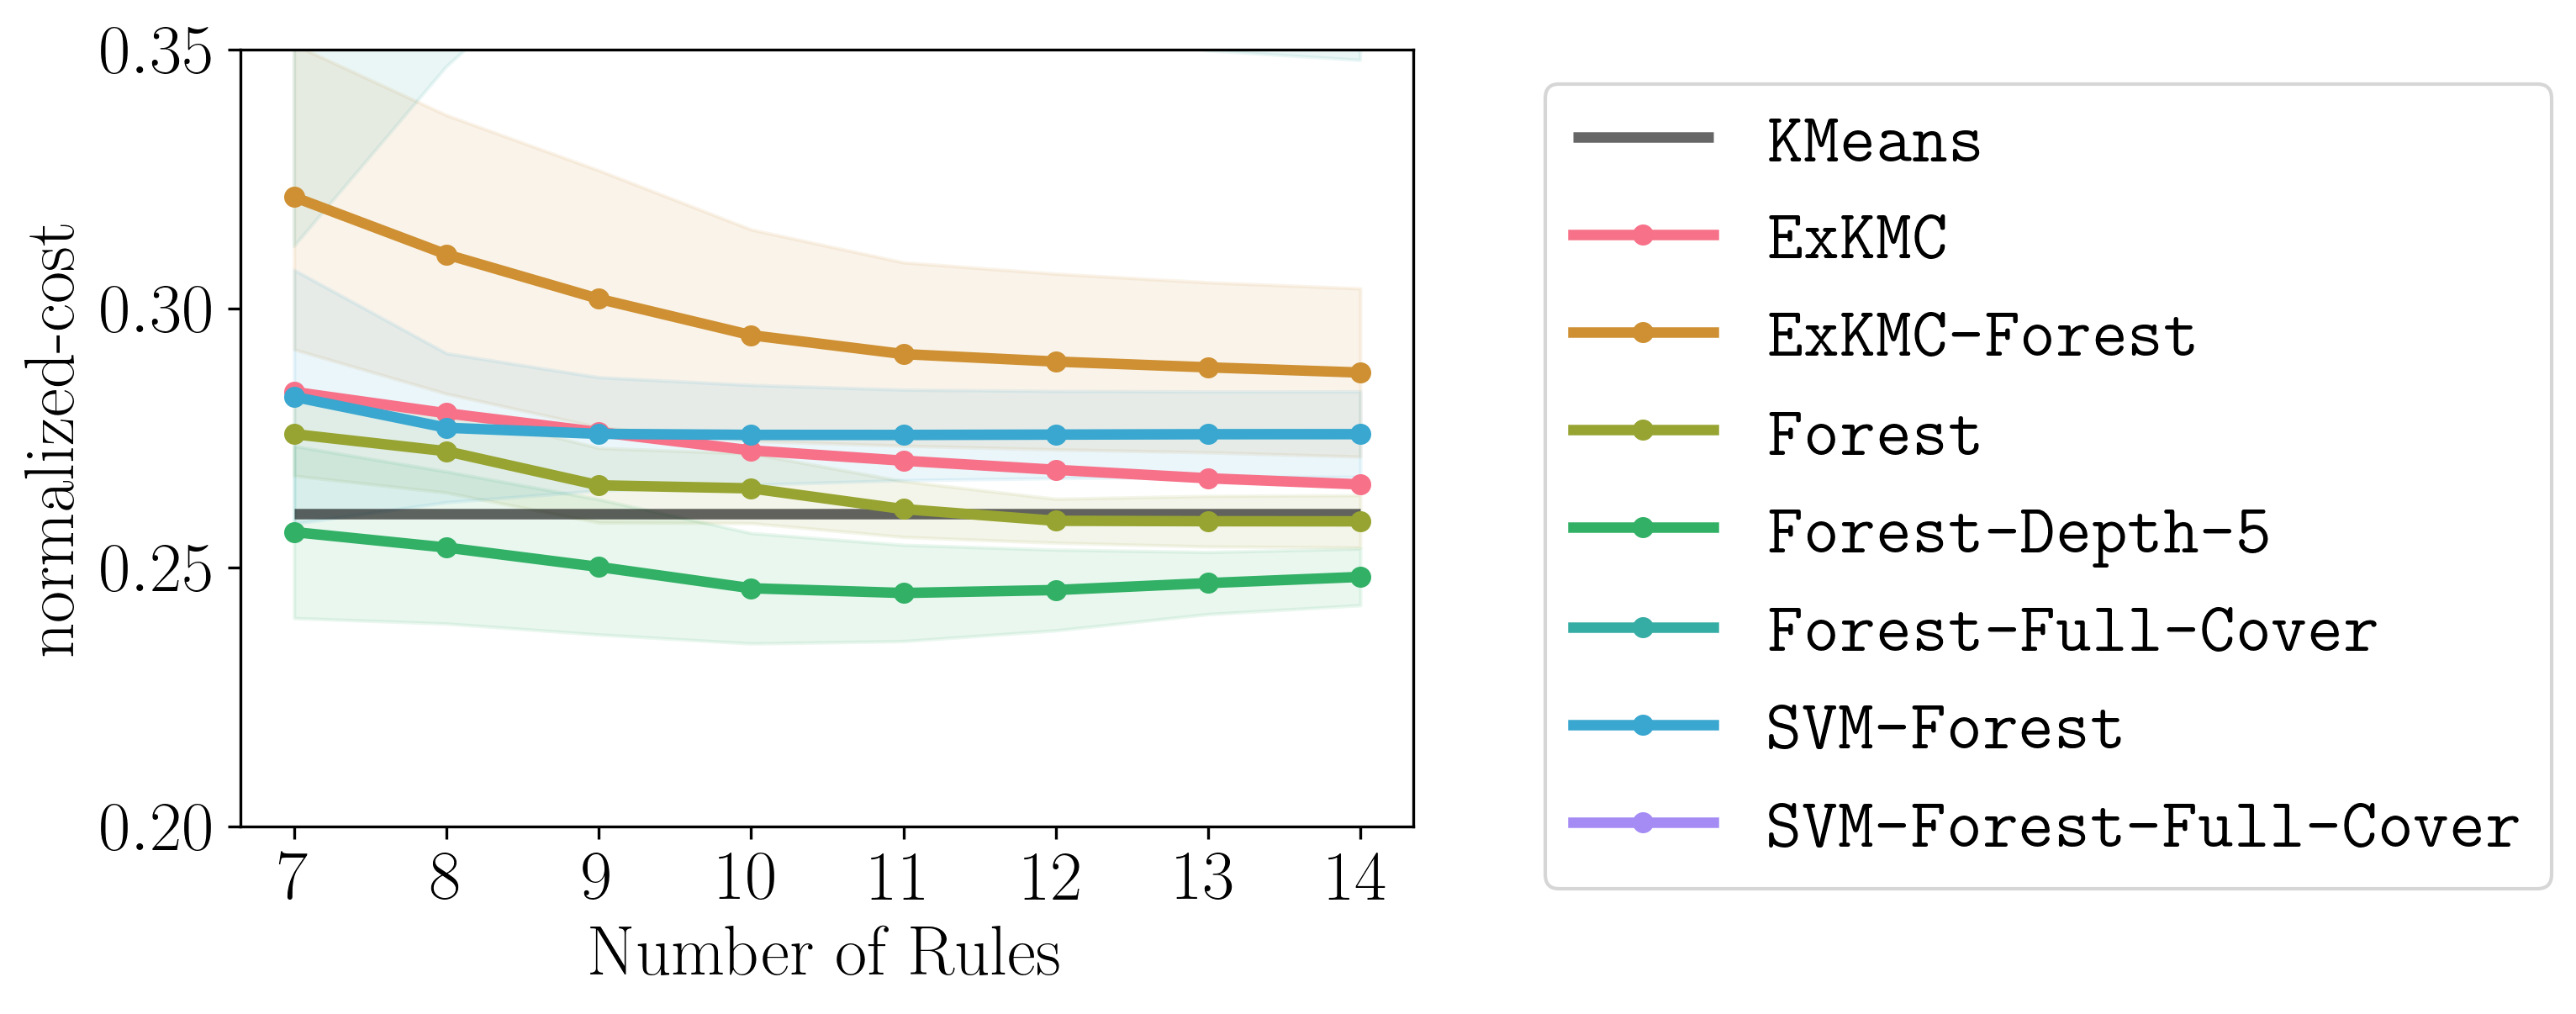 0.35
0.30
0.25
0.20
normalized-cost
7 8 9 10 11 12 13 14
Number of Rules
KMeans
ExKMC
ExKMC-Forest
Forest
Forest-Depth-5
Forest-Full-Cover
SVM-Forest
SVM-Forest-Full-Cover